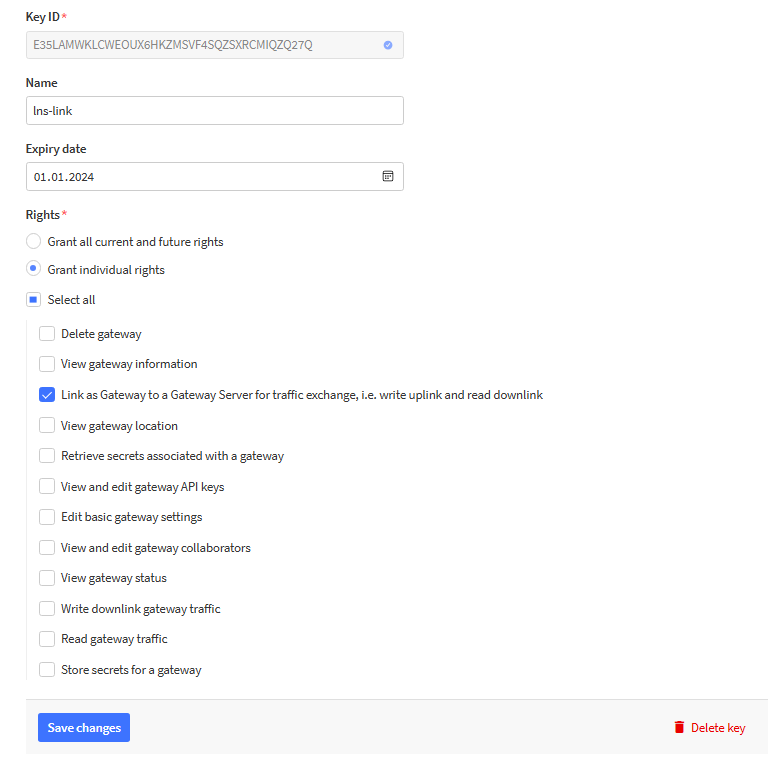 Key ID*
E35LAMWKLCWEOUX6HKZMSVF4SQZSXRCMIQZQ27Q
Name
lns-link
Expiry date
01.01.2024
Rights*
Grant all current and future rights
Grant individual rights
Select all
Delete gateway
View gateway information
Link as Gateway to a Gateway Server for traffic exchange, i.e. write uplink and read downlink
View gateway location
Retrieve secrets associated with a gateway
View and edit gateway API keys
Edit basic gateway settings
View and edit gateway collaborators
View gateway status
Write downlink gateway traffic
Read gateway traffic
Store secrets for a gateway
Save changes
Delete key